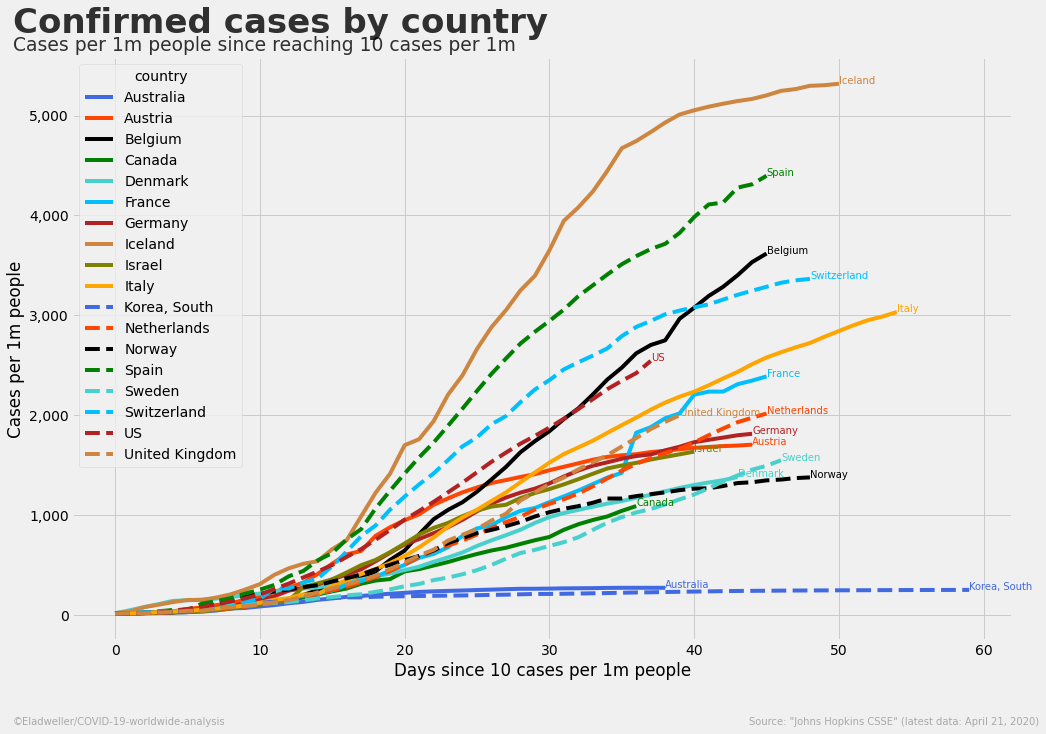 Confirmed cases by country
Cases per 1m people since reaching 10 cases per 1m
country
Australia
Austria
Belgium
Canada
Denmark
France
Germany
Iceland
Israel
Italy
Korea, South
Netherlands
Norway
Spain
Sweden
Switzerland
US
United Kingdom
Cases per 1m people
5,000
4,000
3,000
2,000
1,000
0
Iceland
Spain
Belgium
Switzerland
Italy
US
France
United Kingdom
Netherlands
Germany
Austria
Israel
Sweden
Denmark
Norway
Canada
Australia
Korea, South
0 10 20 30 40 50 60
Days since 10 cases per 1m people
©Eladweller/COVID-19-worldwide-analysis
Source: "Johns Hopkins CSSE" (latest data: April 21, 2020)